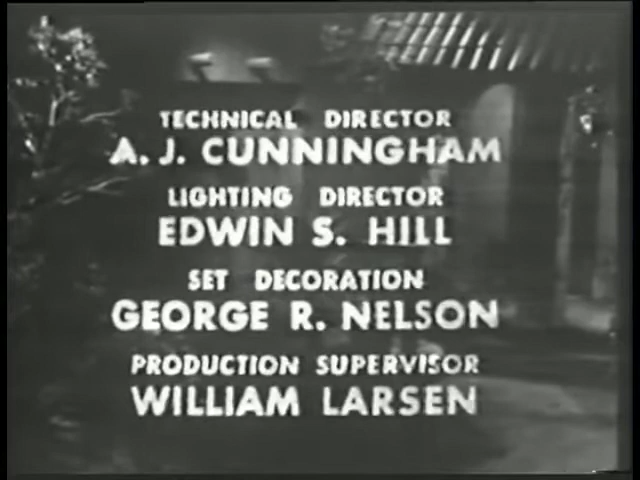 TECHNICAL DIRECTOR
A. J. CUNNINGHAM
LIGHTING DIRECTOR
EDWIN S. HILL
SET DECORATION
GEORGE R. NELSON
PRODUCTION SUPERVISOR
WILLIAM LARSEN